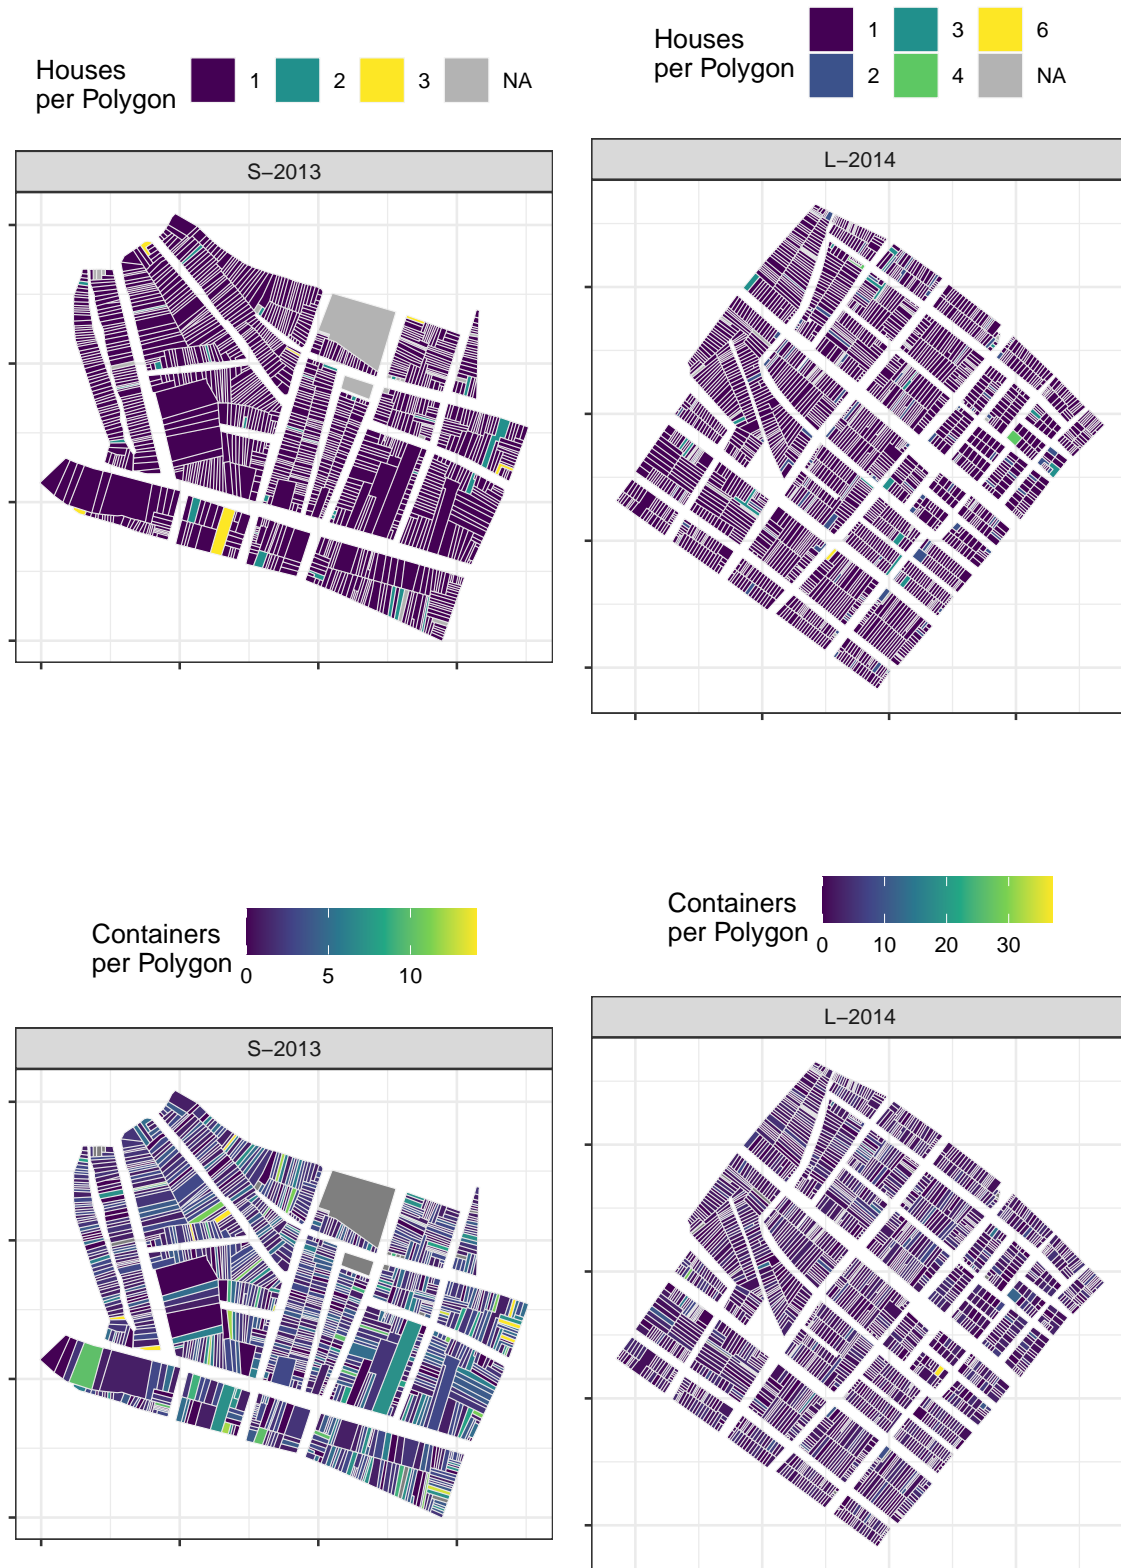 Houses
per Polygon
1 2 3 NA
S−2013
Houses
per Polygon
1 3 6
2 4 NA
L−2014
Containers
per Polygon
0 5 10
S−2013
Containers
per Polygon
0 10 20 30
L−2014